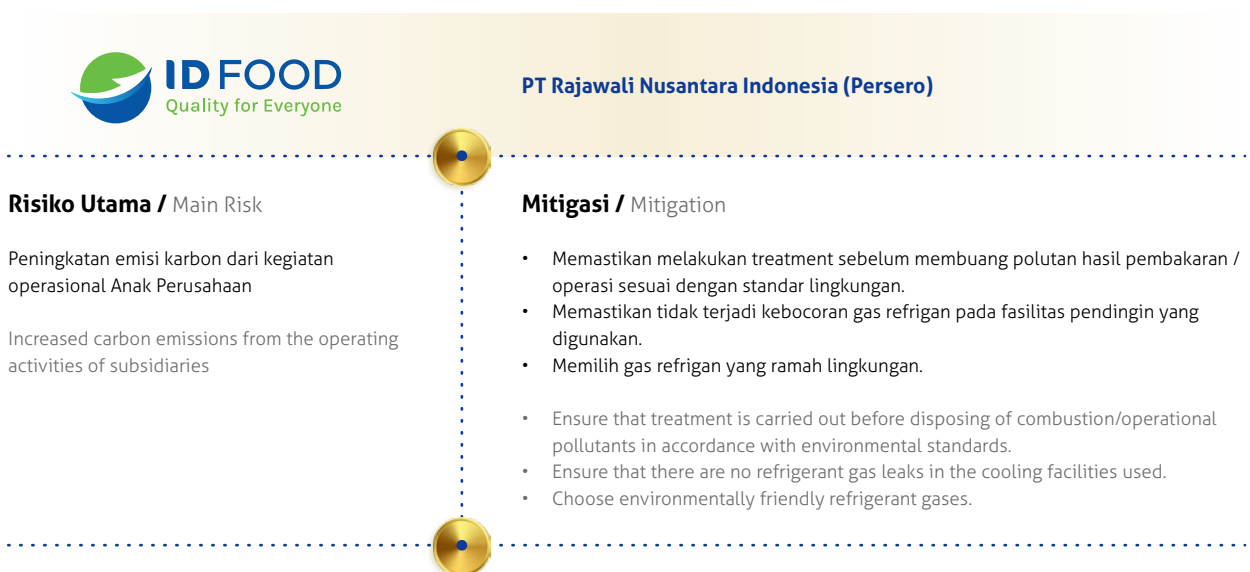 ID FOOD
Quality for Everyone
PT Rajawali Nusantara Indonesia (Persero)
Risiko Utama / Main Risk
Peningkatan emisi karbon dari kegiatan
operasional Anak Perusahaan
Increased carbon emissions from the operating
activities of subsidiaries
Mitigasi / Mitigation
• Memastikan melakukan treatment sebelum membuang polutan hasil pembakaran /
operasi sesuai dengan standar lingkungan.
• Memastikan tidak terjadi kebocoran gas refrigan pada fasilitas pendingin yang
digunakan.
• Memilih gas refrigan yang ramah lingkungan.
• Ensure that treatment is carried out before disposing of combustion/operational
pollutants in accordance with environmental standards.
• Ensure that there are no refrigerant gas leaks in the cooling facilities used.
• Choose environmentally friendly refrigerant gases.